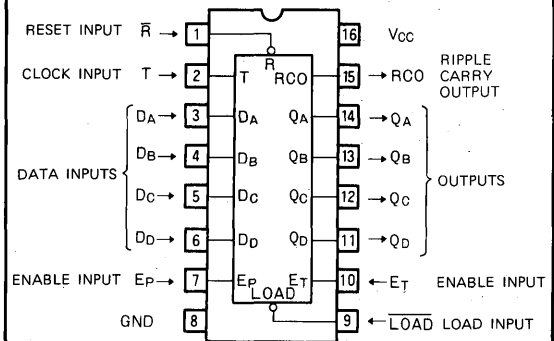 RESET INPUT R̅ → 1 16 VCC
R
CLOCK INPUT T → 2 T RCO 15 → RCO RIPPLE CARRY OUTPUT
DATA INPUTS
DA → 3 DA QA 14 → QA
DB → 4 DB QB 13 → QB
DC → 5 DC QC 12 → QC
DD → 6 DD QD 11 → QD
OUTPUTS
ENABLE INPUT EP → 7 EP ET 10 ← ET ENABLE INPUT
LOAD
GND 8 9 ← L̅O̅A̅D̅ LOAD INPUT